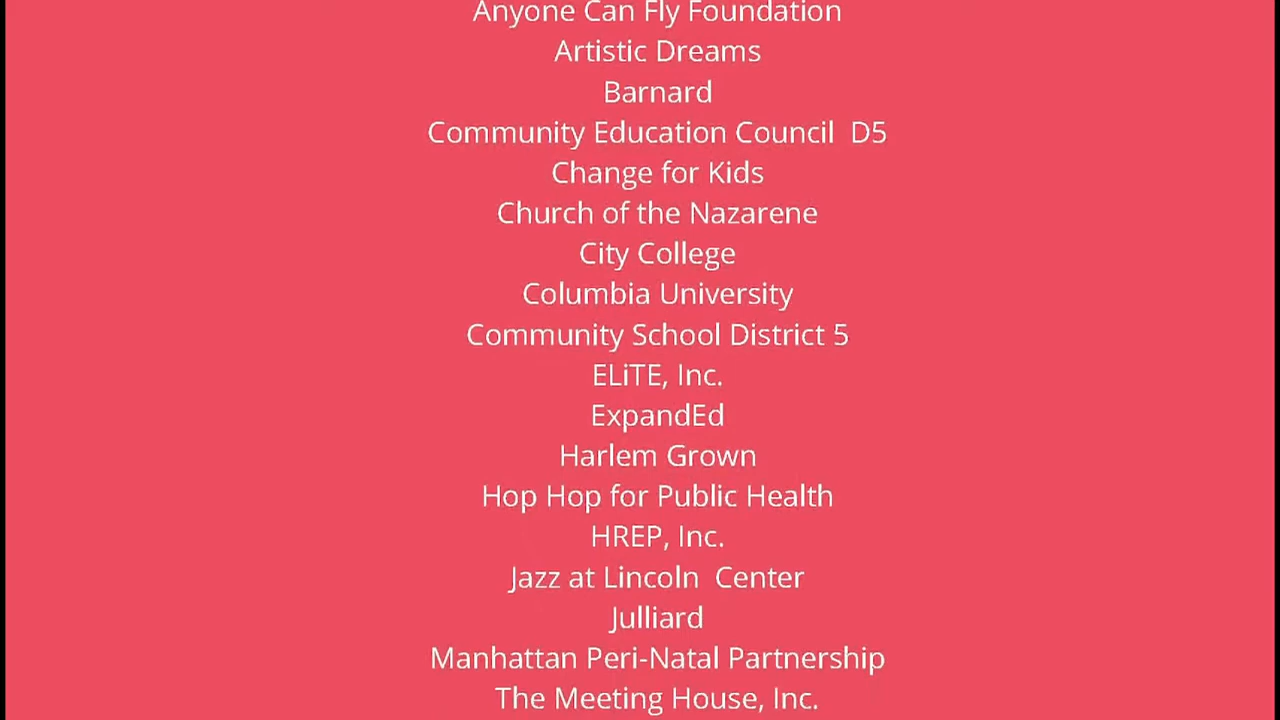 Anyone Can Fly Foundation
Artistic Dreams
Barnard
Community Education Council  D5
Change for Kids
Church of the Nazarene
City College
Columbia University
Community School District 5
ELiTE, Inc.
ExpandEd
Harlem Grown
Hop Hop for Public Health
HREP, Inc.
Jazz at Lincoln  Center
Julliard
Manhattan Peri-Natal Partnership
The Meeting House, Inc.